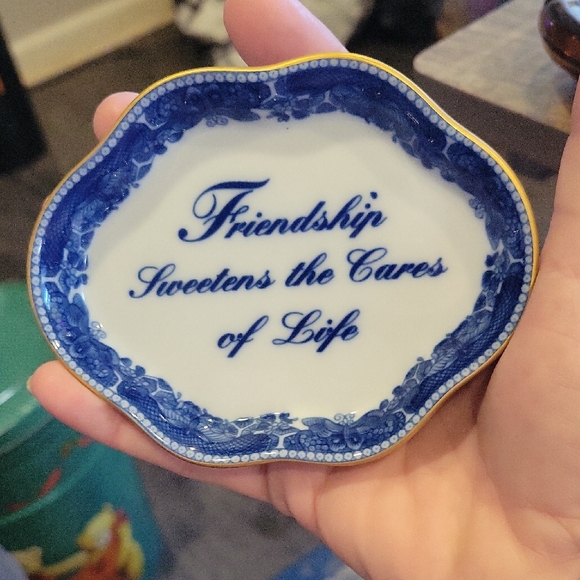 Friendship
Sweetens the Cares
of Life